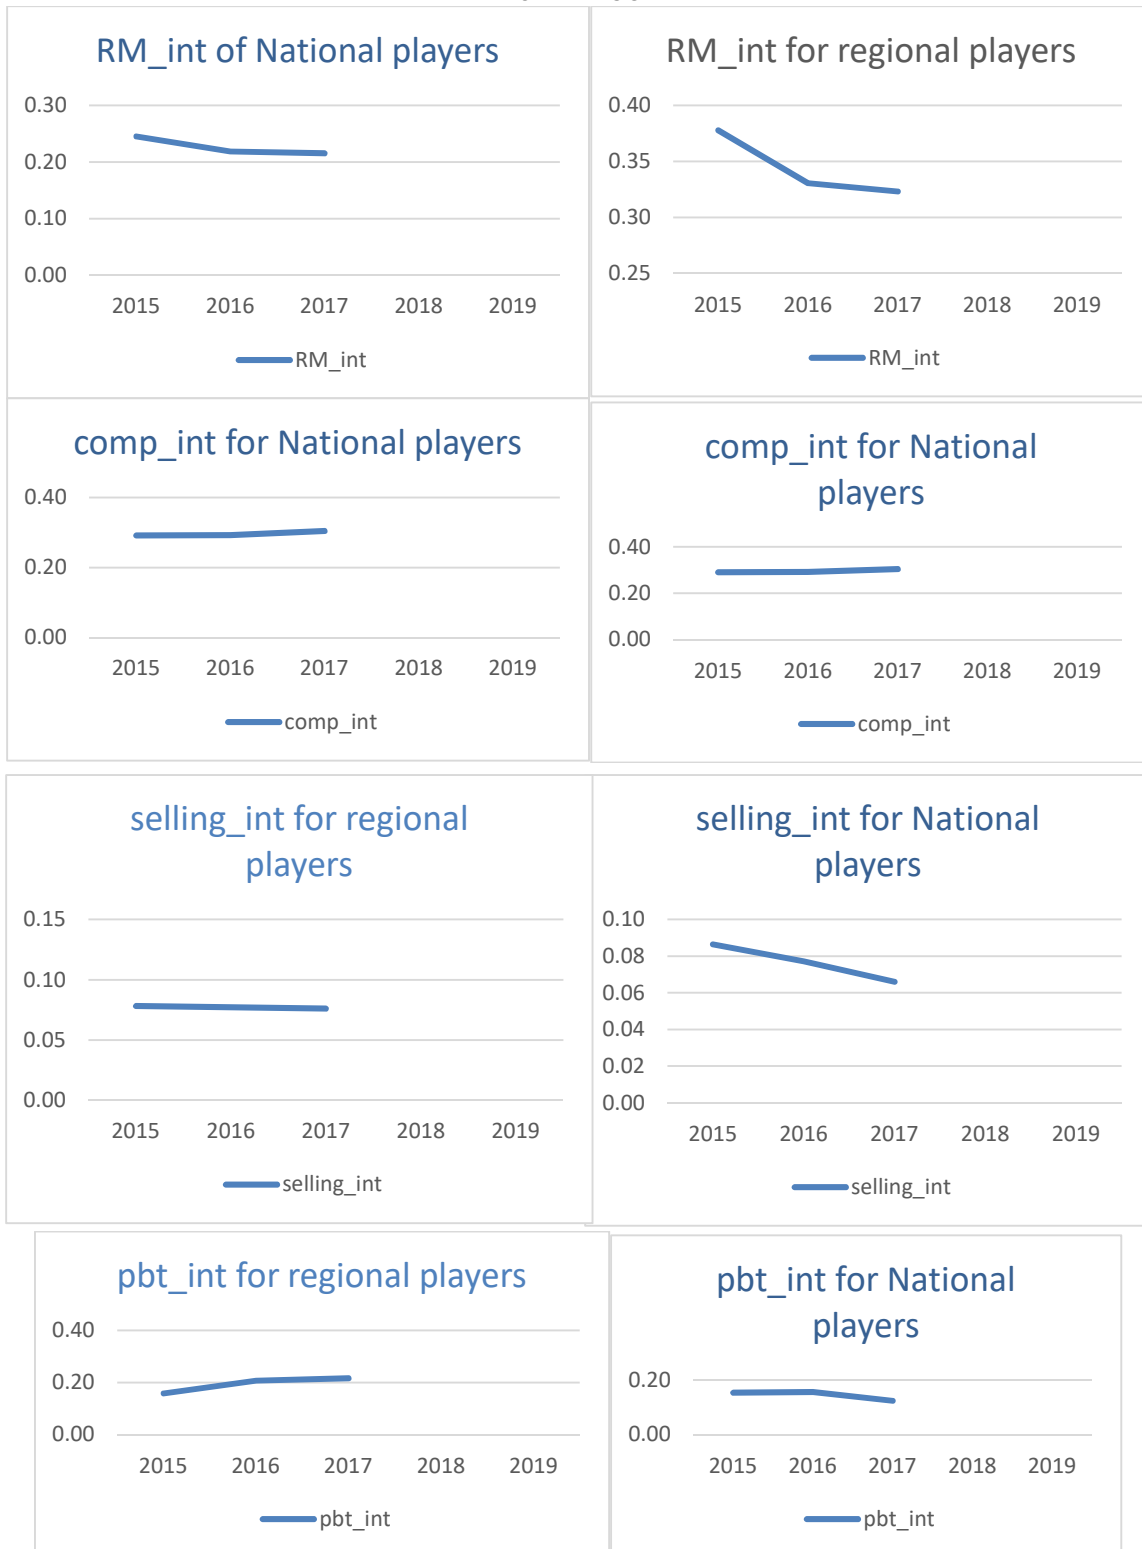 RM_int of National players
0.30
0.20
0.10
0.00
2015 2016 2017 2018 2019
RM_int
RM_int for regional players
0.40
0.35
0.30
0.25
2015 2016 2017 2018 2019
RM_int
comp_int for National players
0.40
0.20
0.00
2015 2016 2017 2018 2019
comp_int
comp_int for National
players
0.40
0.20
0.00
2015 2016 2017 2018 2019
comp_int
selling_int for regional
players
0.15
0.10
0.05
0.00
2015 2016 2017 2018 2019
selling_int
selling_int for National
players
0.10
0.08
0.06
0.04
0.02
0.00
2015 2016 2017 2018 2019
selling_int
pbt_int for regional players
0.40
0.20
0.00
2015 2016 2017 2018 2019
pbt_int
pbt_int for National
players
0.20
0.00
2015 2016 2017 2018 2019
pbt_int